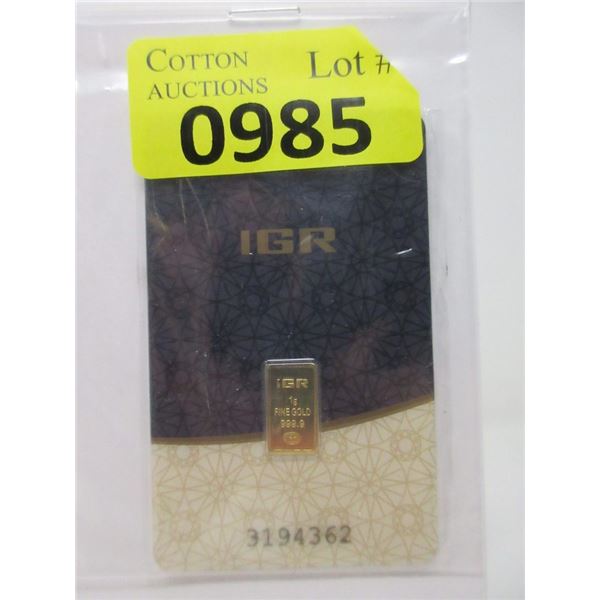 COTTON Lot #
AUCTIONS
0985
IGR
IGR
1g
FINE GOLD
999.9
3194362